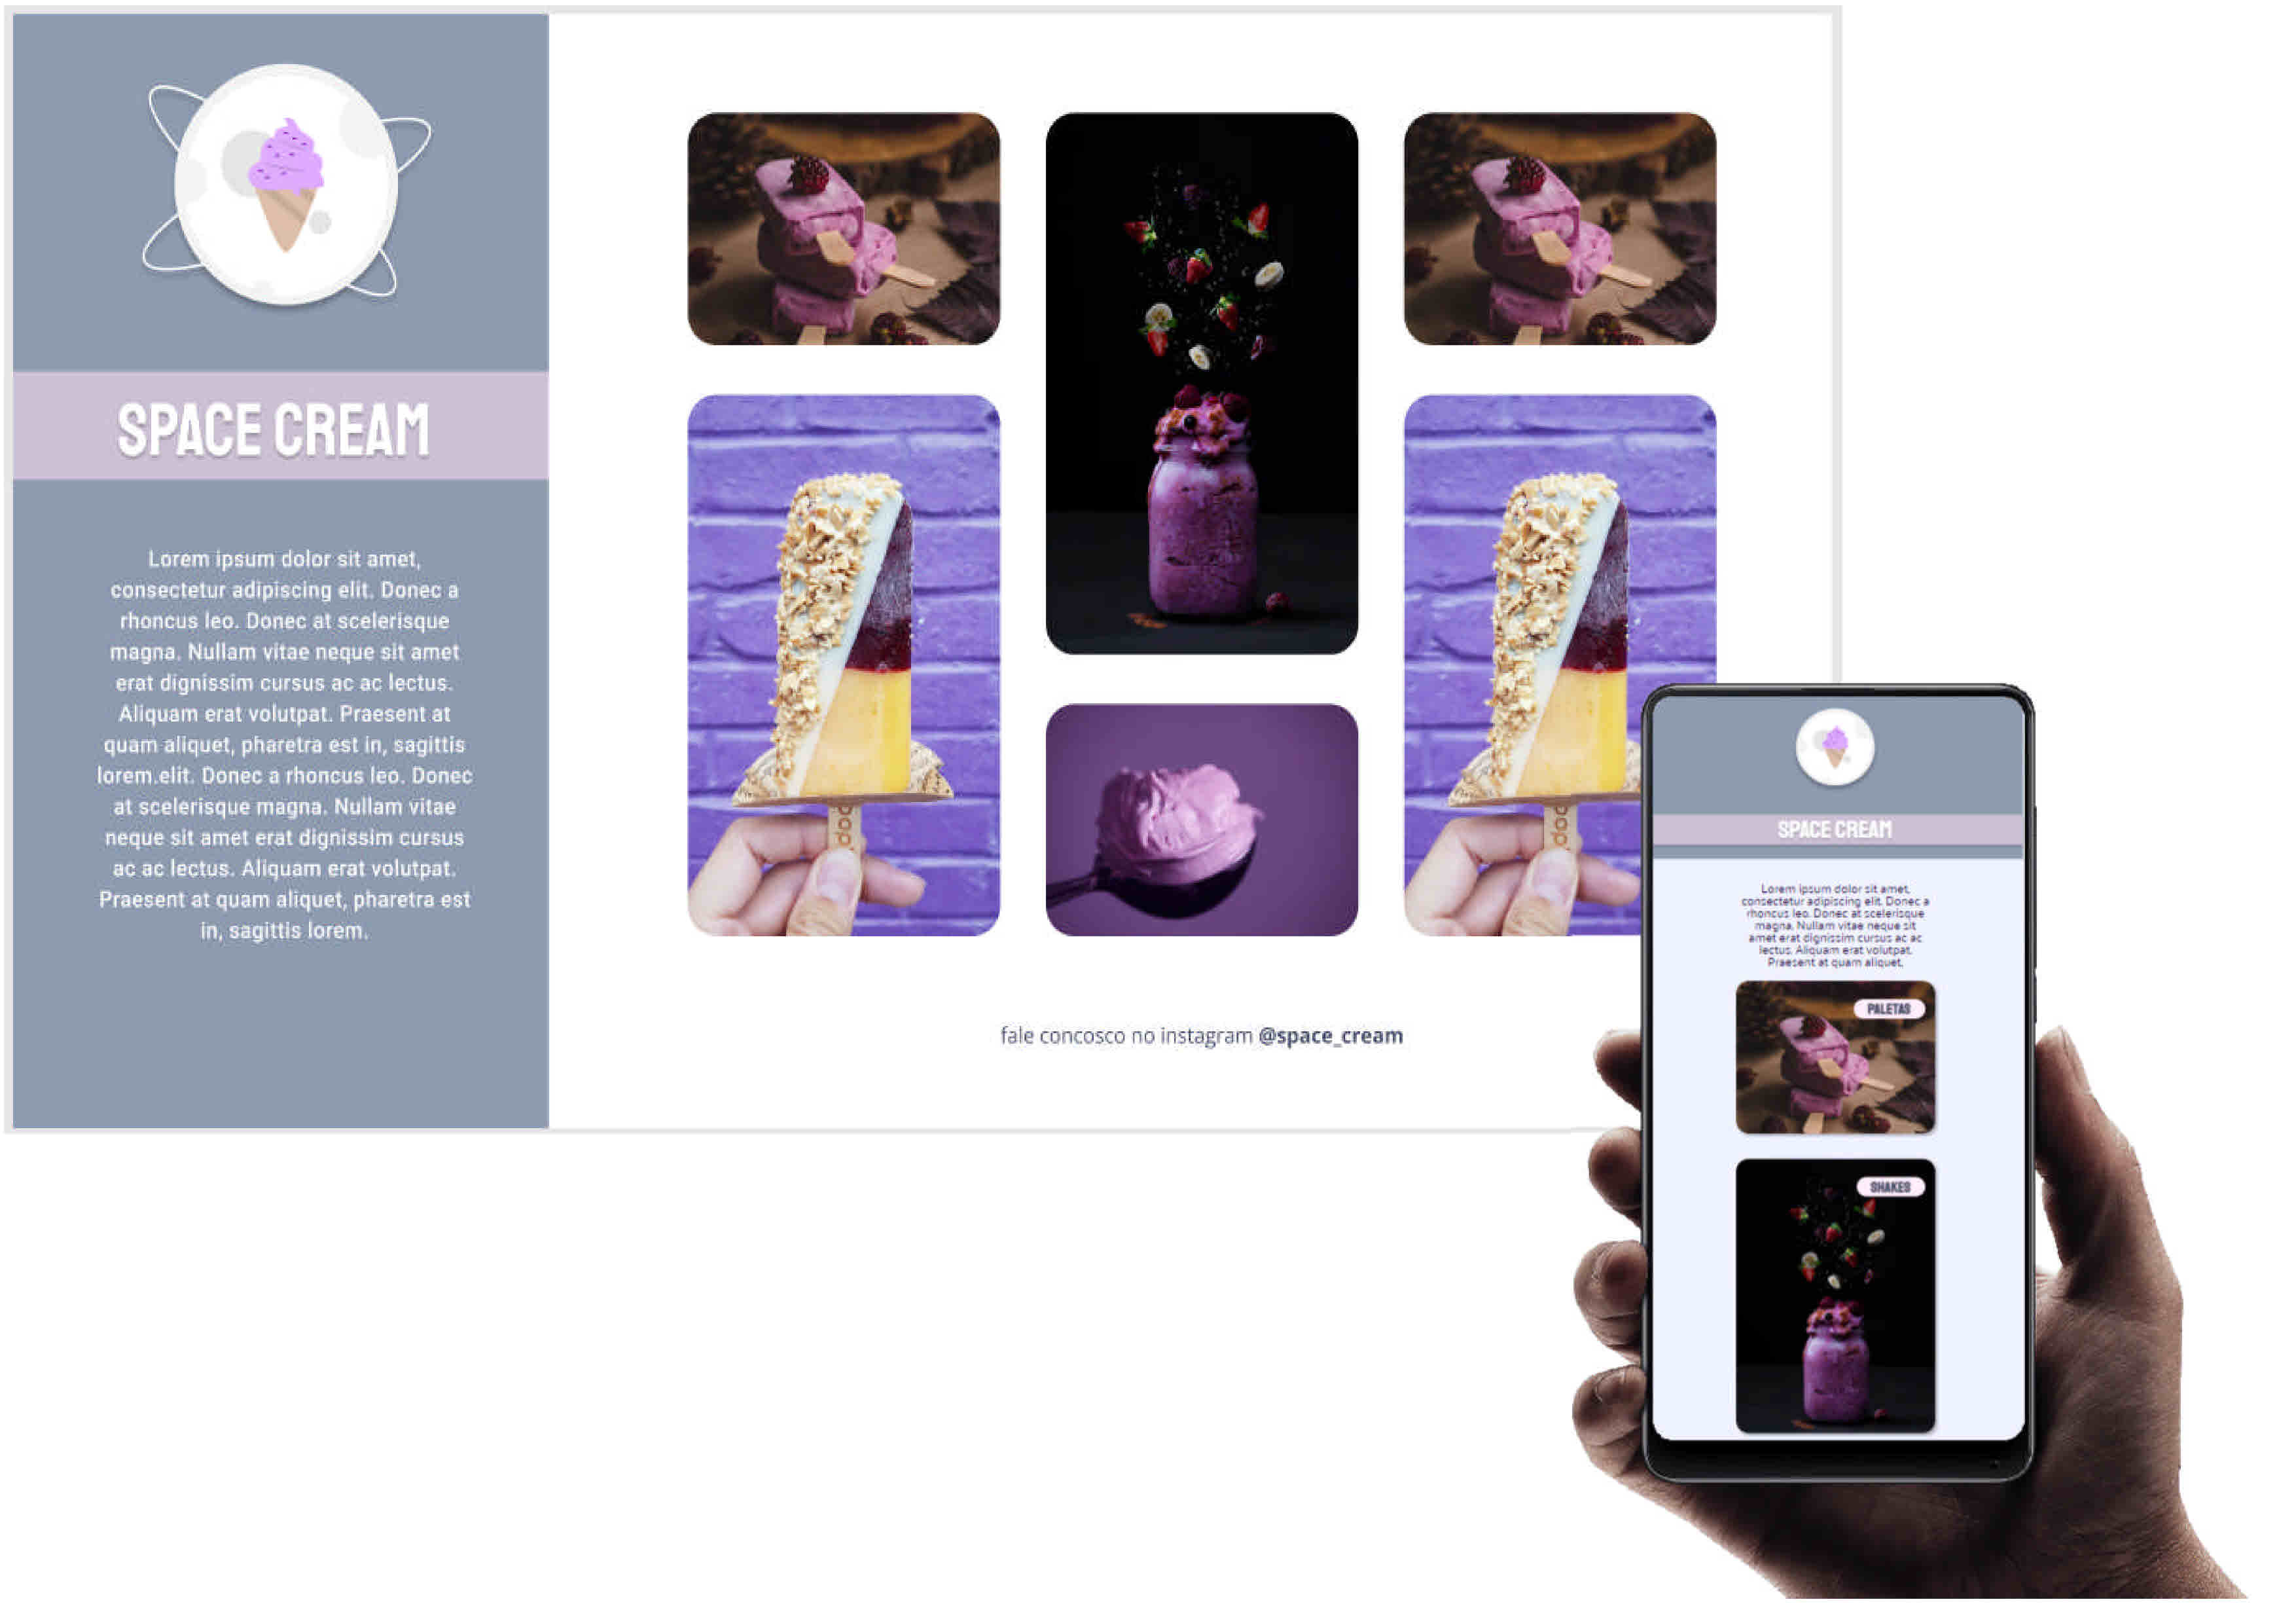 SPACE CREAM
Lorem ipsum dolor sit amet,
consectetur adipiscing elit. Donec a
rhoncus leo. Donec at scelerisque
magna. Nullam vitae neque sit amet
erat dignissim cursus ac ac lectus.
Aliquam erat volutpat. Praesent at
quam aliquet, pharetra est in, sagittis
lorem.elit. Donec a rhoncus leo. Donec
at scelerisque magna. Nullam vitae
neque sit amet erat dignissim cursus
ac ac lectus. Aliquam erat volutpat.
Praesent at quam aliquet, pharetra est
in, sagittis lorem.
fale concosco no instagram @space_cream
SPACE CREAM
Lorem ipsum dolor sit amet,
consectetur adipiscing elit. Donec a
rhoncus leo. Donec at scelerisque
magna. Nullam vitae neque sit
amet erat dignissim cursus ac ac
lectus. Aliquam erat volutpat.
Praesent at quam aliquet,
PALETAS
SHAKES